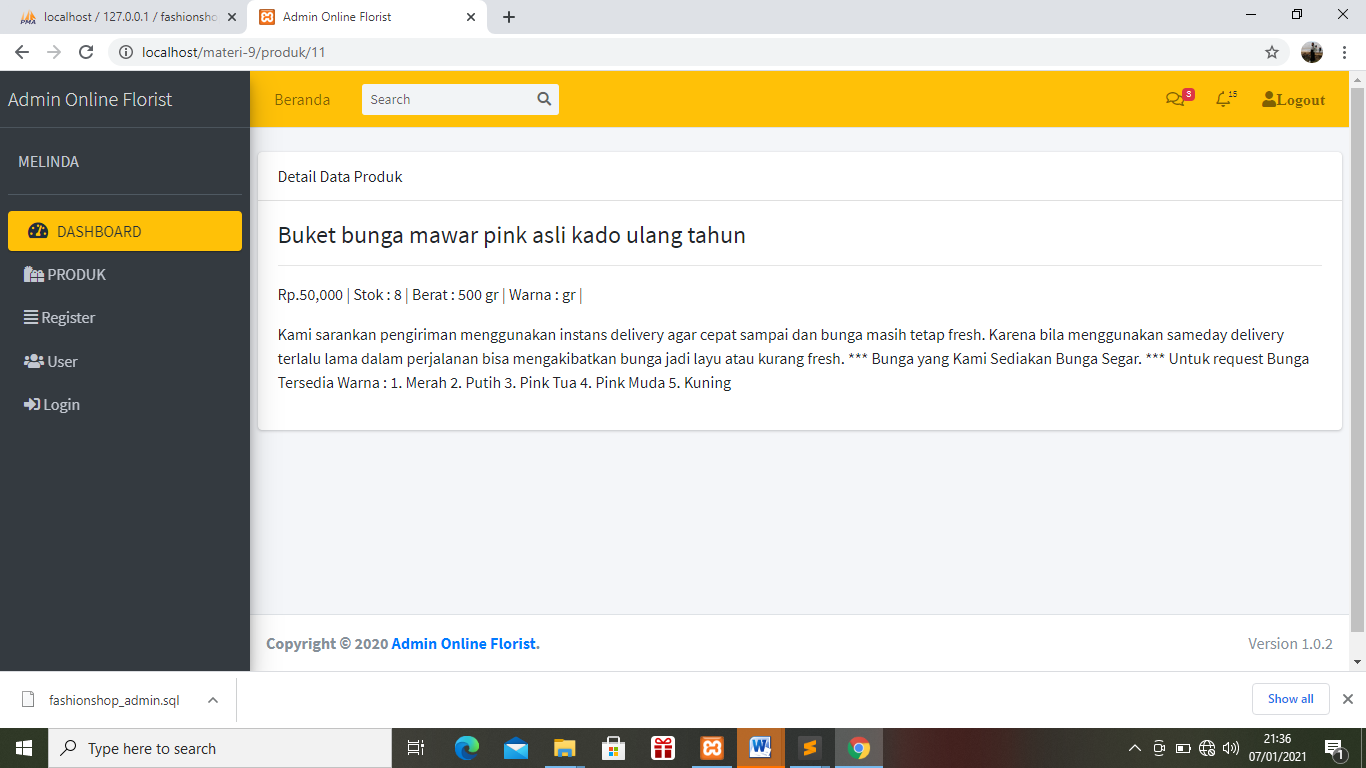 localhost / 127.0.0.1 / fashionsho
Admin Online Florist
localhost/materi-9/produk/11
Admin Online Florist
Beranda
Search
3
15
Logout
MELINDA
DASHBOARD
PRODUK
Register
User
Login
Detail Data Produk
Buket bunga mawar pink asli kado ulang tahun
Rp.50,000 | Stok : 8 | Berat : 500 gr | Warna : gr |
Kami sarankan pengiriman menggunakan instans delivery agar cepat sampai dan bunga masih tetap fresh. Karena bila menggunakan sameday delivery
terlalu lama dalam perjalanan bisa mengakibatkan bunga jadi layu atau kurang fresh. *** Bunga yang Kami Sediakan Bunga Segar. *** Untuk request Bunga
Tersedia Warna : 1. Merah 2. Putih 3. Pink Tua 4. Pink Muda 5. Kuning
Copyright © 2020 Admin Online Florist.
Version 1.0.2
fashionshop_admin.sql
Show all
Type here to search
21:36
07/01/2021
1